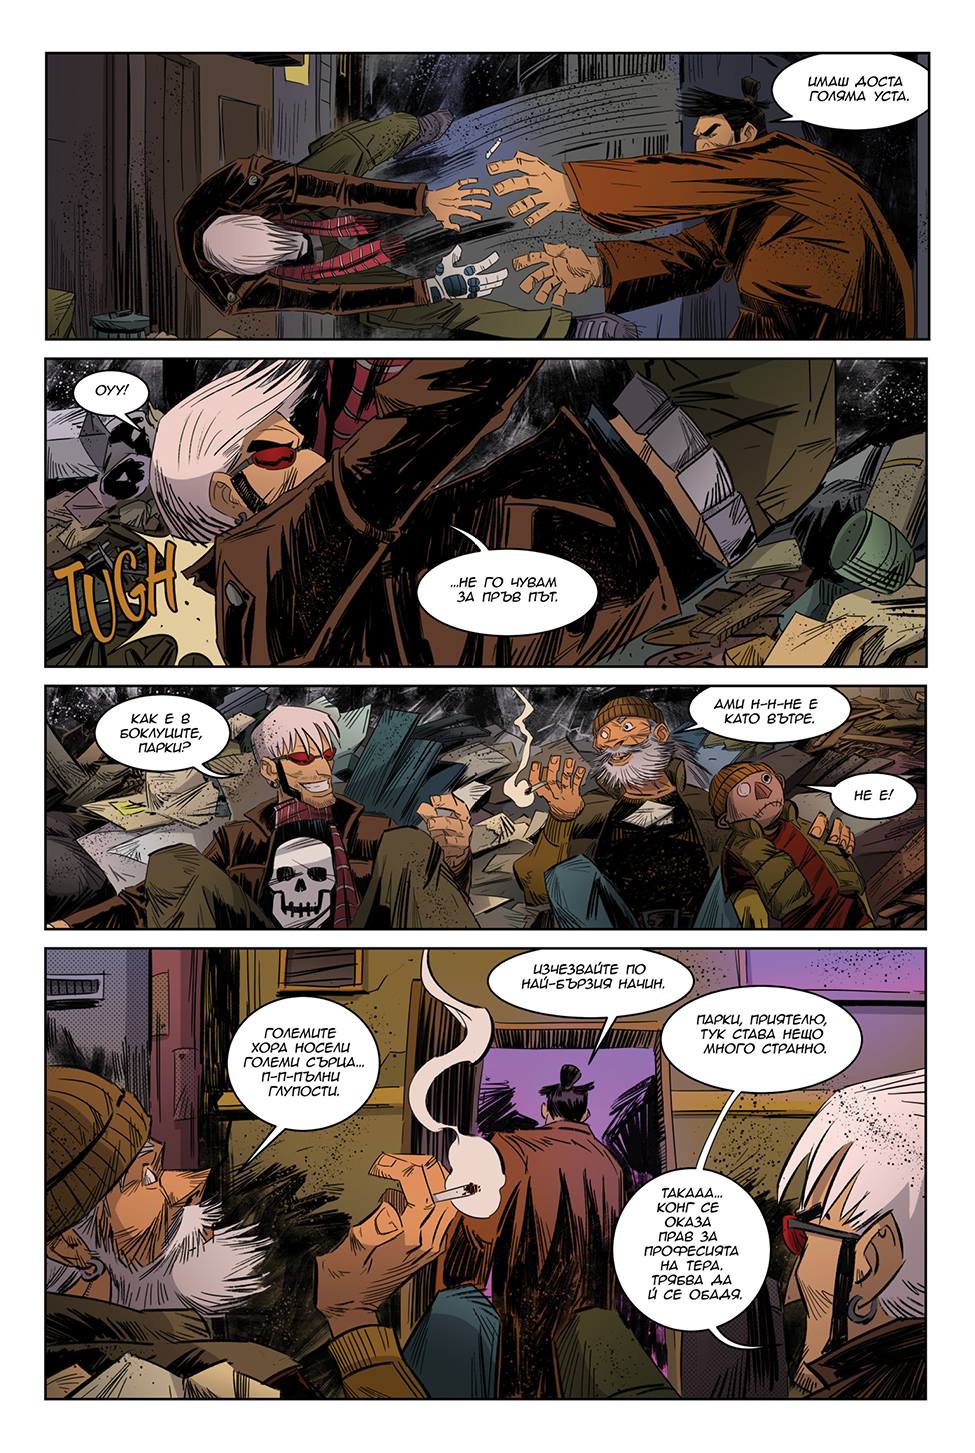 ИМАШ ДОСТА
ГОЛЯМА УСТА.
ОУУ!
TUGH
...НЕ ГО ЧУВАМ
ЗА ПРЪВ ПЪТ.
КАК Е В
БОКЛУЦИТЕ,
ПАРКИ?
АМИ Н-Н-НЕ Е
КАТО ВЪТРЕ.
НЕ Е!
ИЗЧЕЗВАЙТЕ ПО
НАЙ-БЪРЗИЯ НАЧИН.
ГОЛЕМИТЕ
ХОРА НОСЕЛИ
ГОЛЕМИ СЪРЦА...
П-П-ПЪЛНИ
ГЛУПОСТИ.
ПАРКИ, ПРИЯТЕЛЮ,
ТУК СТАВА НЕЩО
МНОГО СТРАННО.
ТАКААА...
КОНГ СЕ
ОКАЗА
ПРАВ ЗА
ПРОФЕСИЯТА
НА ТЕРА.
ТРЯБВА ДА
Ѝ СЕ ОБАДЯ.